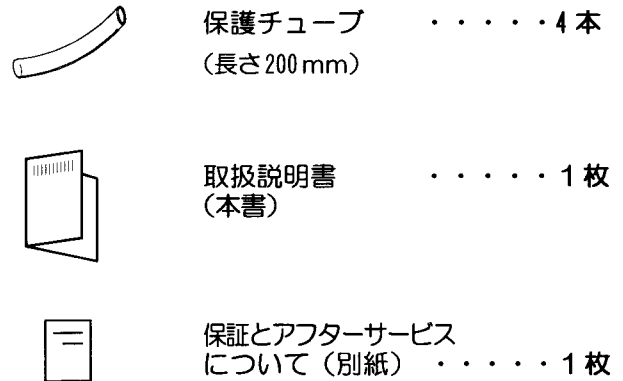 保護チューブ ・・・・・4本
（長さ200mm）
取扱説明書 ・・・・・1枚
（本書）
保証とアフターサービス
について（別紙） ・・・・・1枚